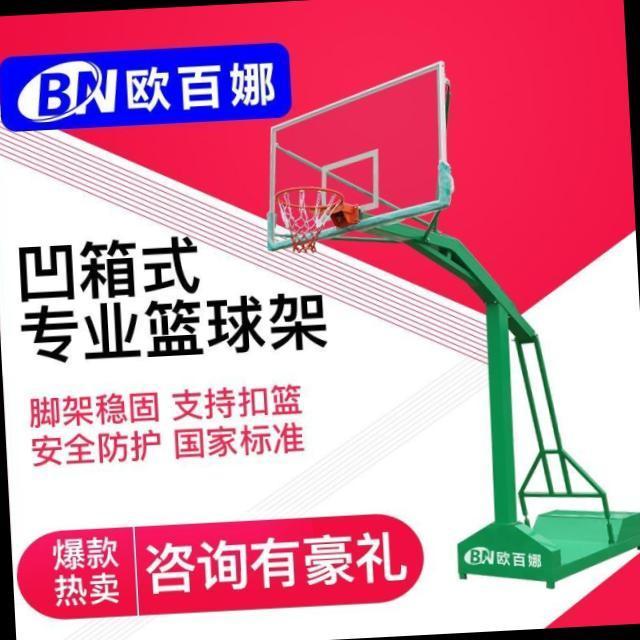 BN欧百娜
凹箱式
专业篮球架
脚架稳固 支持扣篮
安全防护 国家标准
爆款
热卖
咨询有豪礼
BN欧百娜